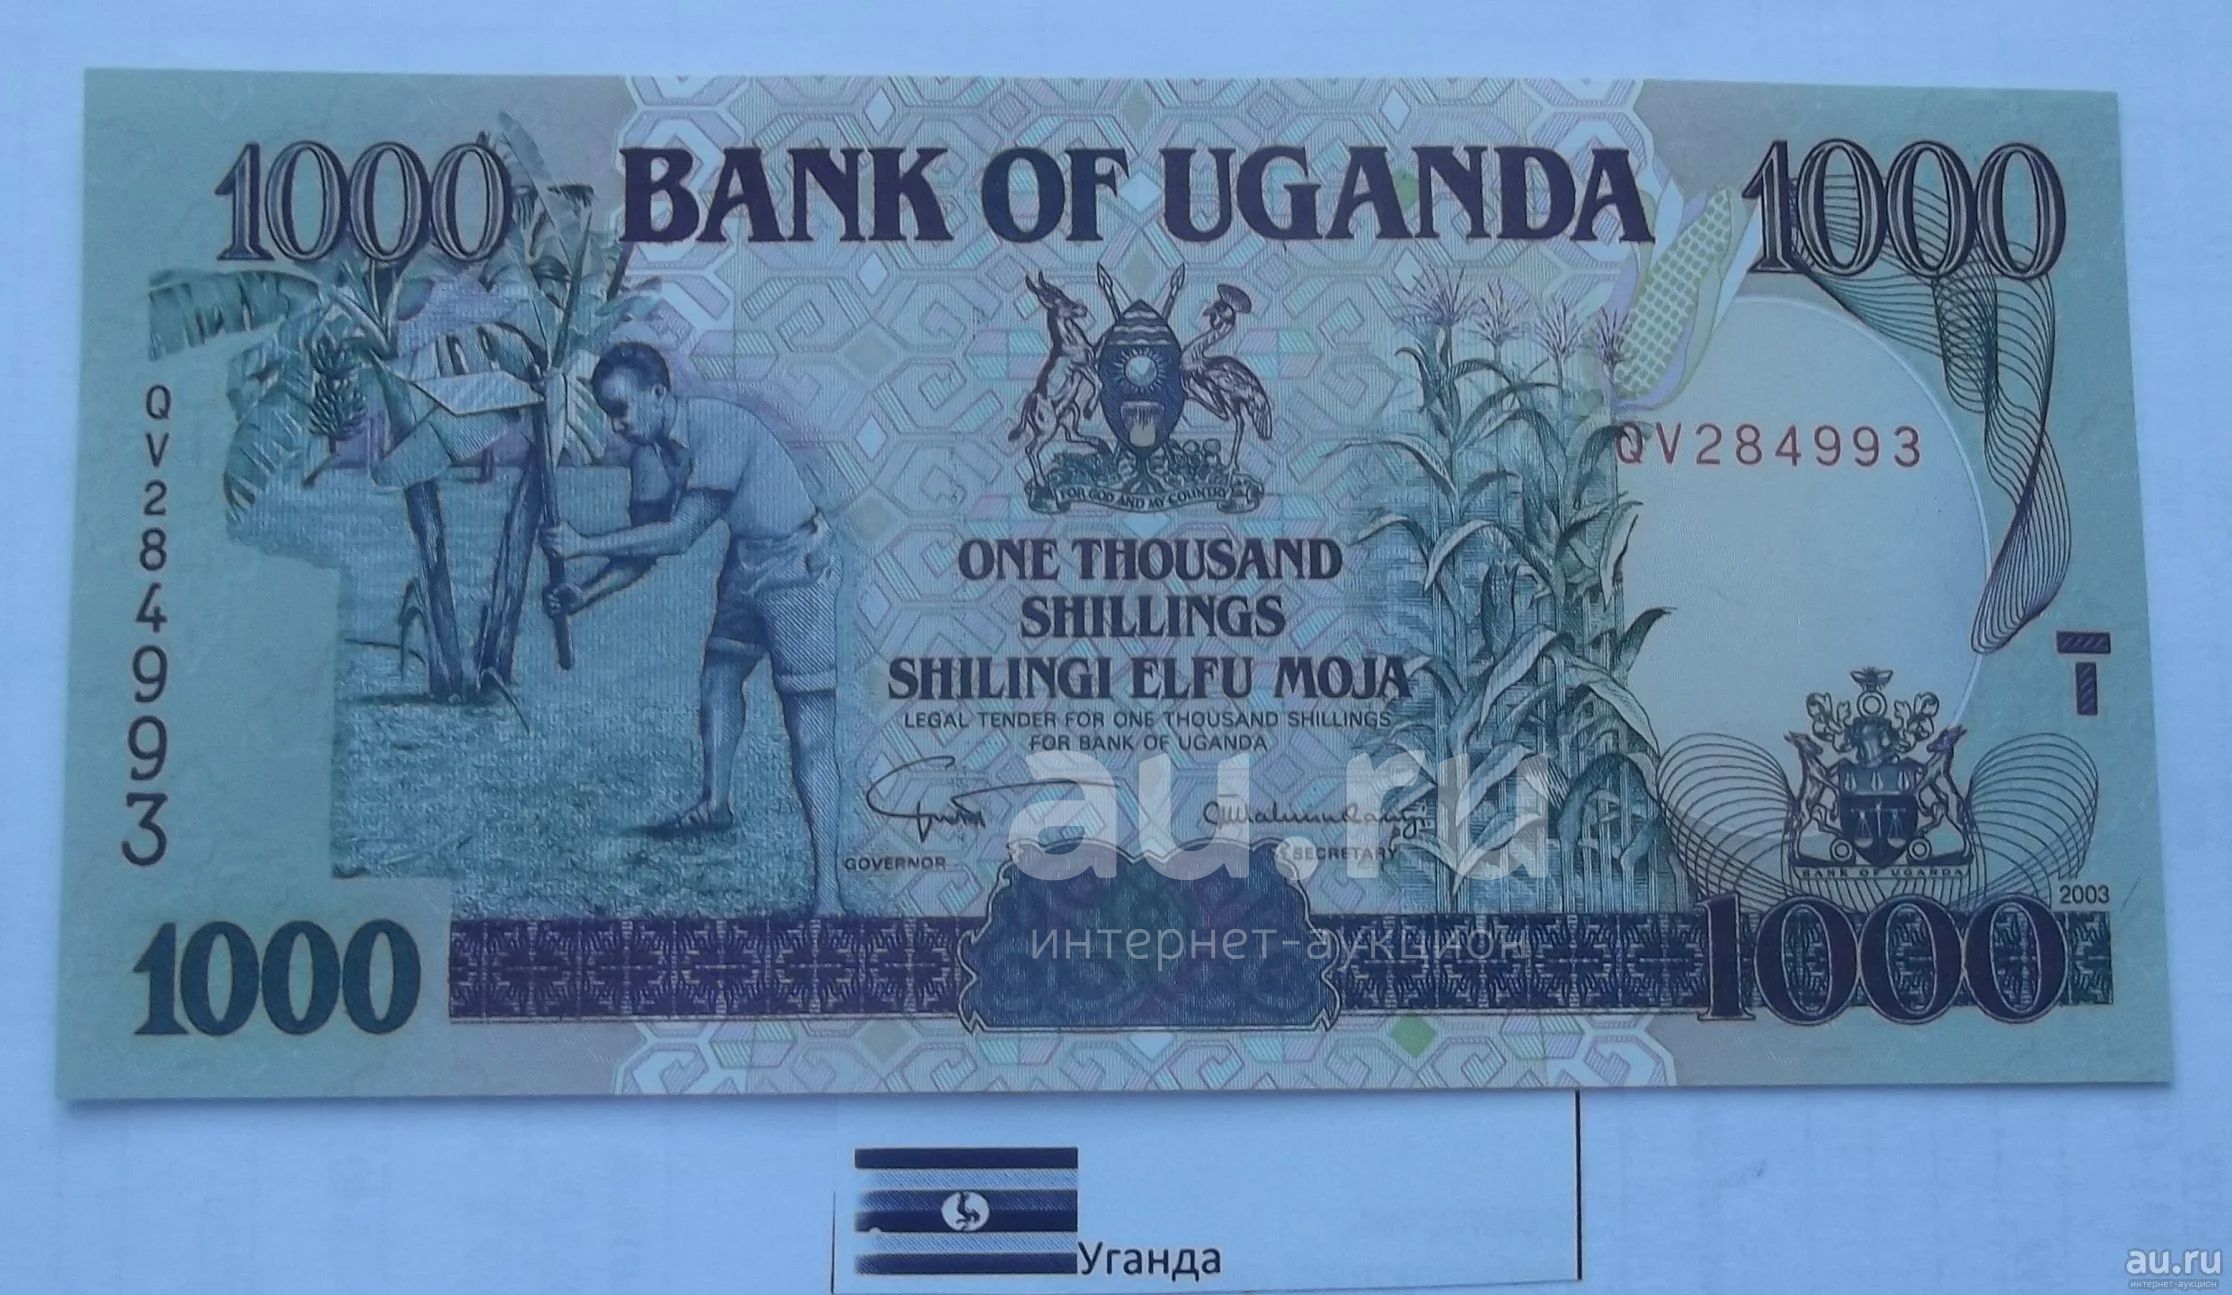 1000 BANK OF UGANDA 1000
QV284993
QV284993
FOR GOD AND MY COUNTRY
ONE THOUSAND
SHILLINGS
SHILINGI ELFU MOJA
LEGAL TENDER FOR ONE THOUSAND SHILLINGS
FOR BANK OF UGANDA
GOVERNOR
SECRETARY
BANK OF UGANDA
2003
1000
1000
au.ru
интернет-аукцион
Уганда
au.ru
интернет-аукцион